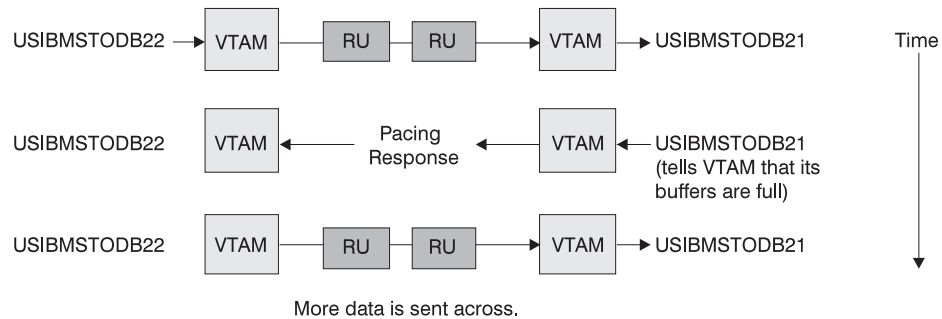 USIBMSTODB22 VTAM RU RU VTAM USIBMSTODB21 Time
USIBMSTODB22 VTAM Pacing Response VTAM USIBMSTODB21
(tells VTAM that its
buffers are full)
USIBMSTODB22 VTAM RU RU VTAM USIBMSTODB21
More data is sent across.